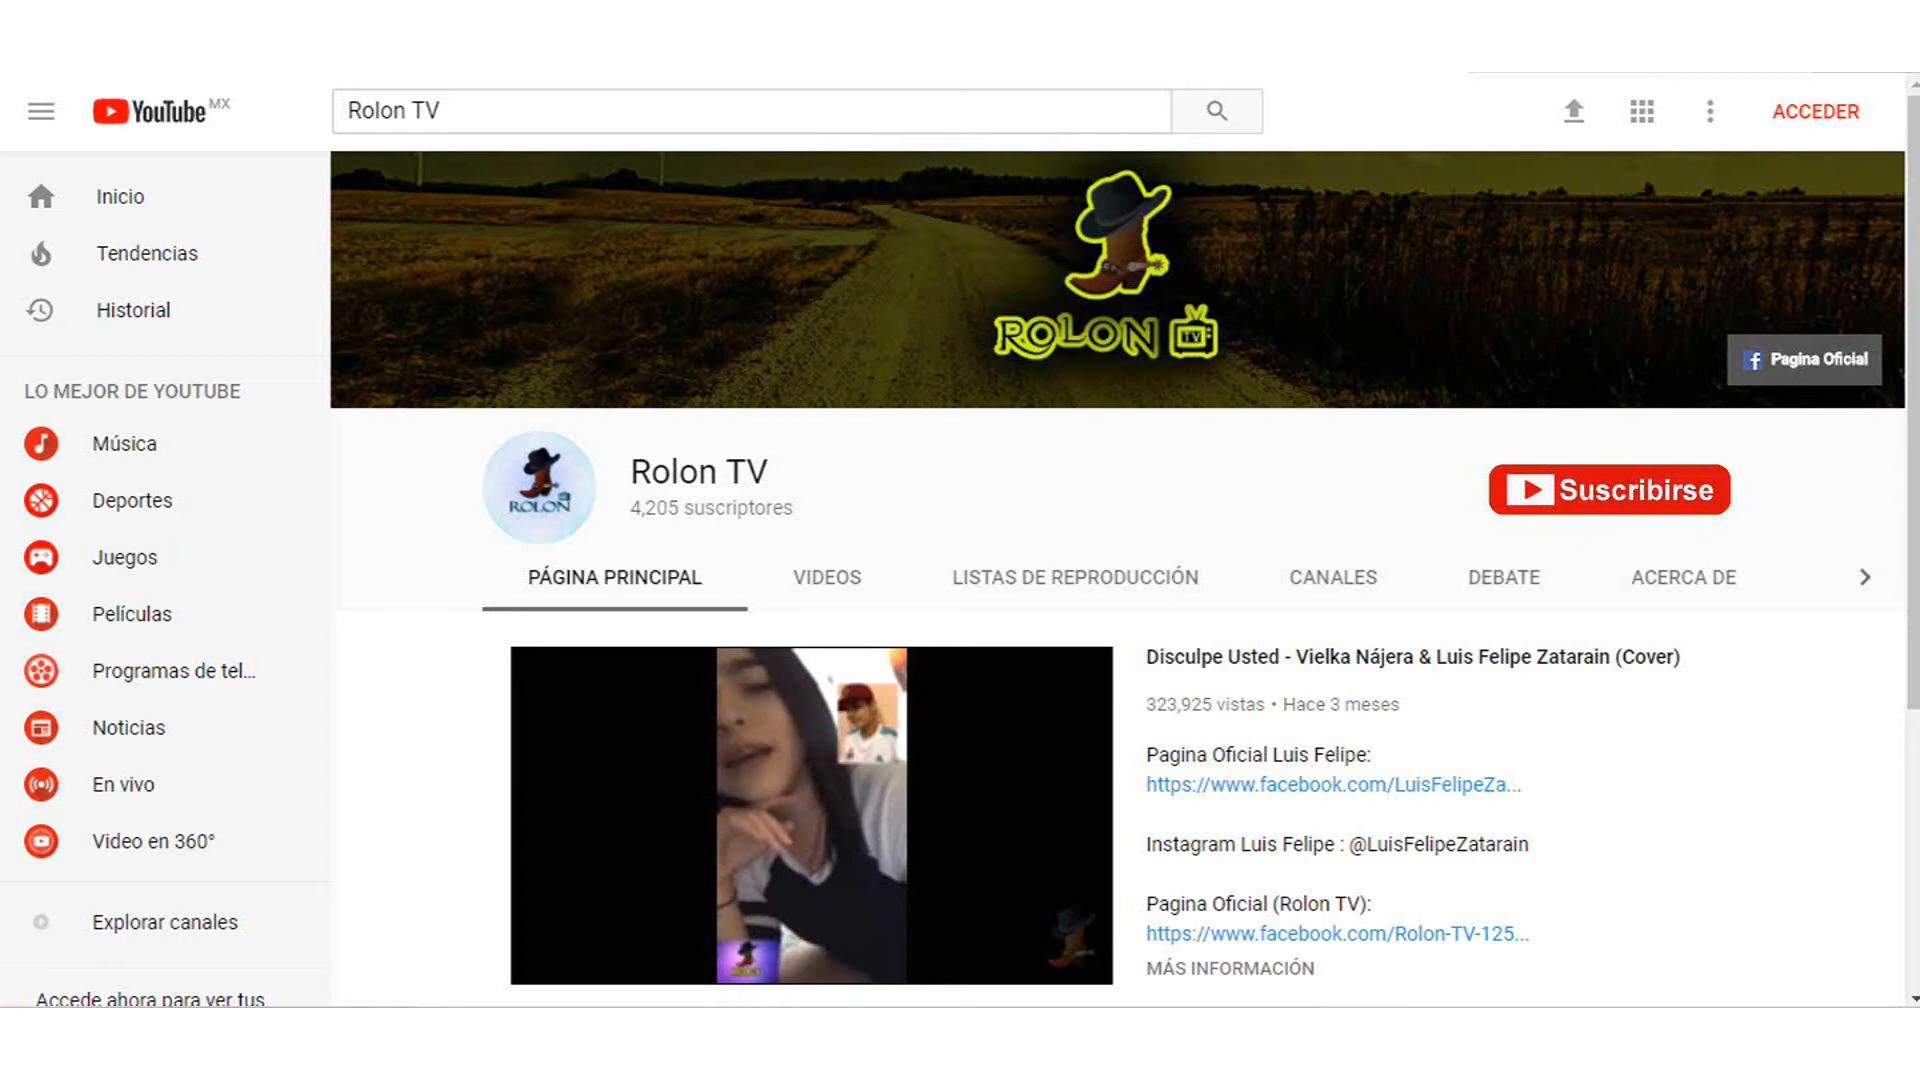 YouTube MX
Rolon TV
ACCEDER
Inicio
Tendencias
Historial
LO MEJOR DE YOUTUBE
Música
Deportes
Juegos
Películas
Programas de tel...
Noticias
En vivo
Video en 360°
Explorar canales
Accede ahora para ver tus
ROLON TV
Pagina Oficial
ROLON
Rolon TV
4,205 suscriptores
Suscribirse
PÁGINA PRINCIPAL
VIDEOS
LISTAS DE REPRODUCCIÓN
CANALES
DEBATE
ACERCA DE
ROLON
Disculpe Usted - Vielka Nájera & Luis Felipe Zatarain (Cover)
323,925 vistas • Hace 3 meses
Pagina Oficial Luis Felipe:
https://www.facebook.com/LuisFelipeZa...
Instagram Luis Felipe : @LuisFelipeZatarain
Pagina Oficial (Rolon TV):
https://www.facebook.com/Rolon-TV-125...
MÁS INFORMACIÓN